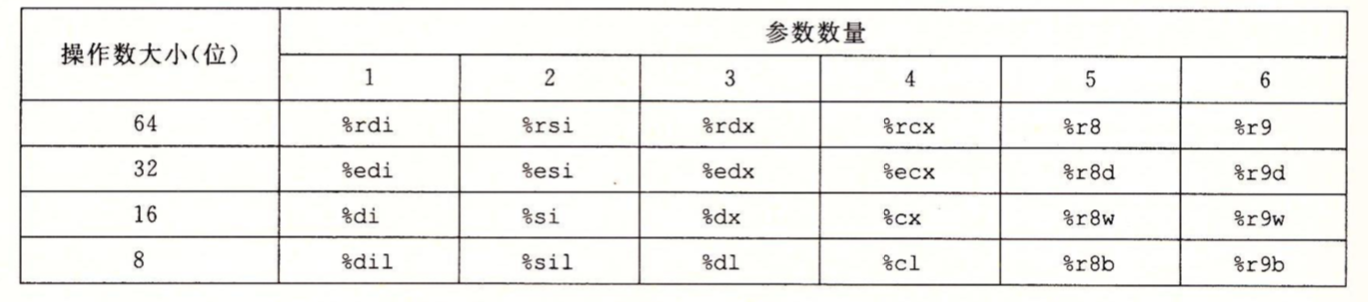 操作数大小(位) 参数数量
1 2 3 4 5 6
64 %rdi %rsi %rdx %rcx %r8 %r9
32 %edi %esi %edx %ecx %r8d %r9d
16 %di %si %dx %cx %r8w %r9w
8 %dil %sil %dl %cl %r8b %r9b